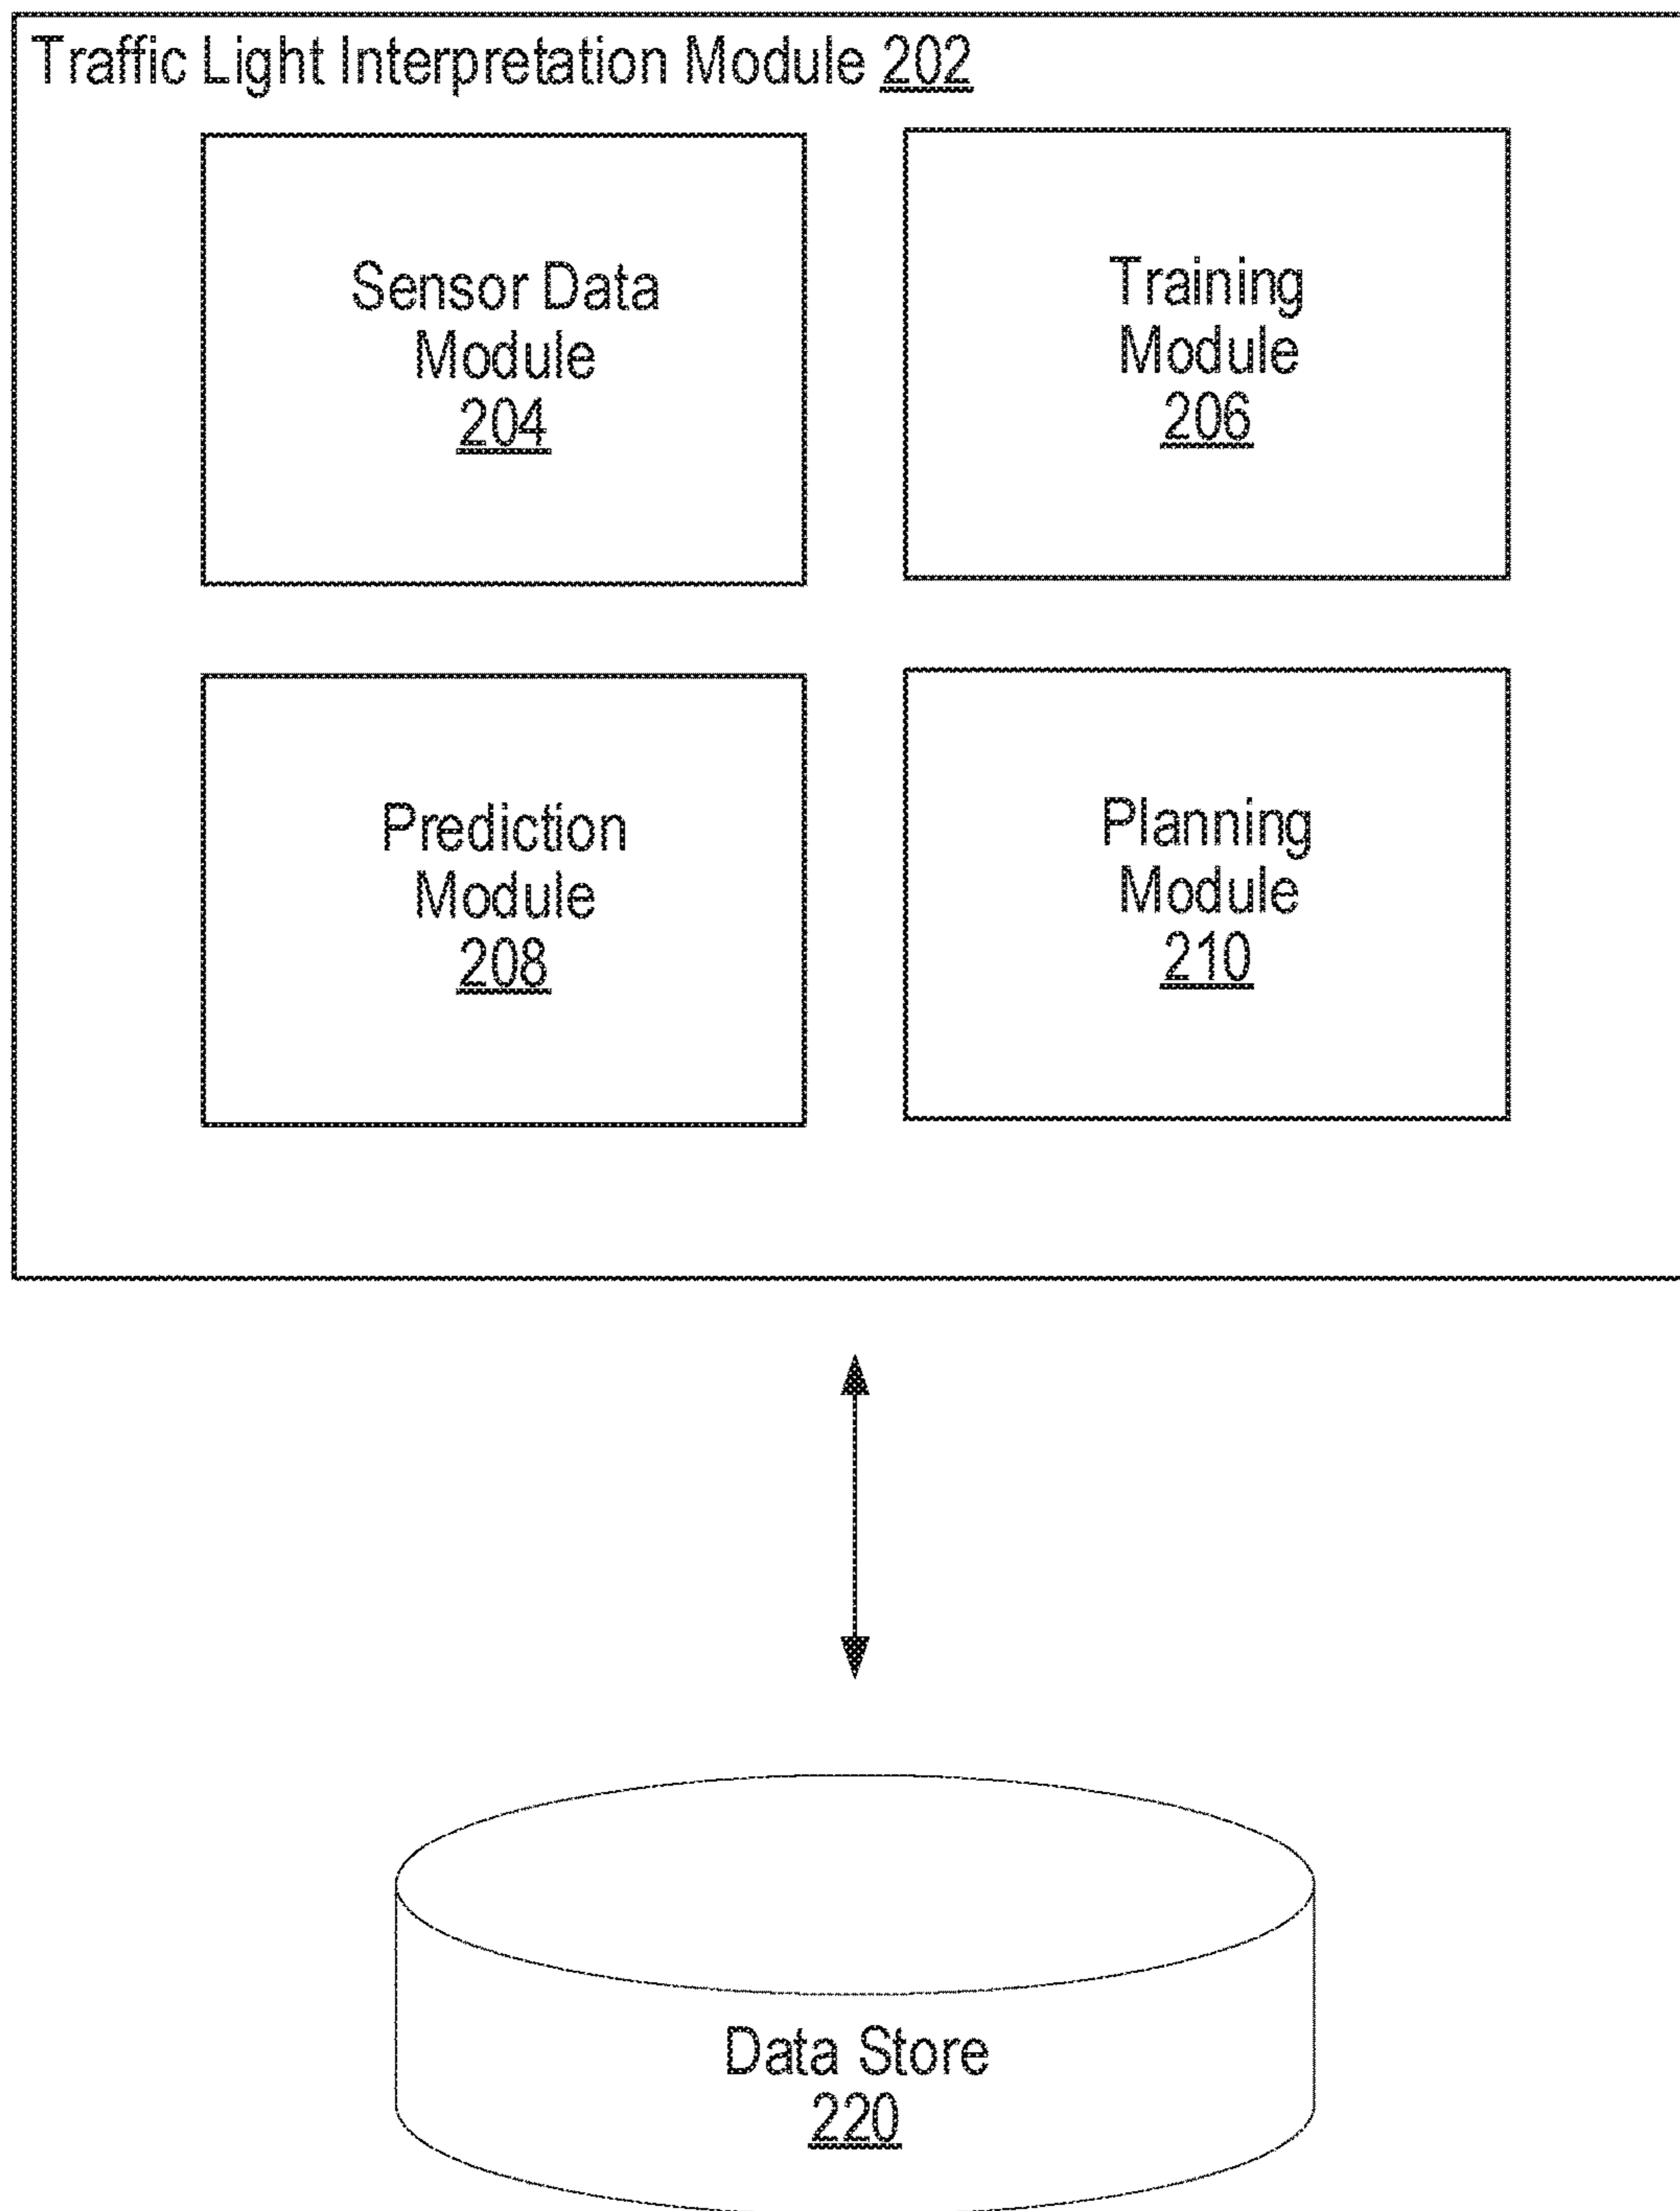 Traffic Light Interpretation Module 202
Sensor Data
Module
204
Training
Module
206
Prediction
Module
208
Planning
Module
210
Data Store
220